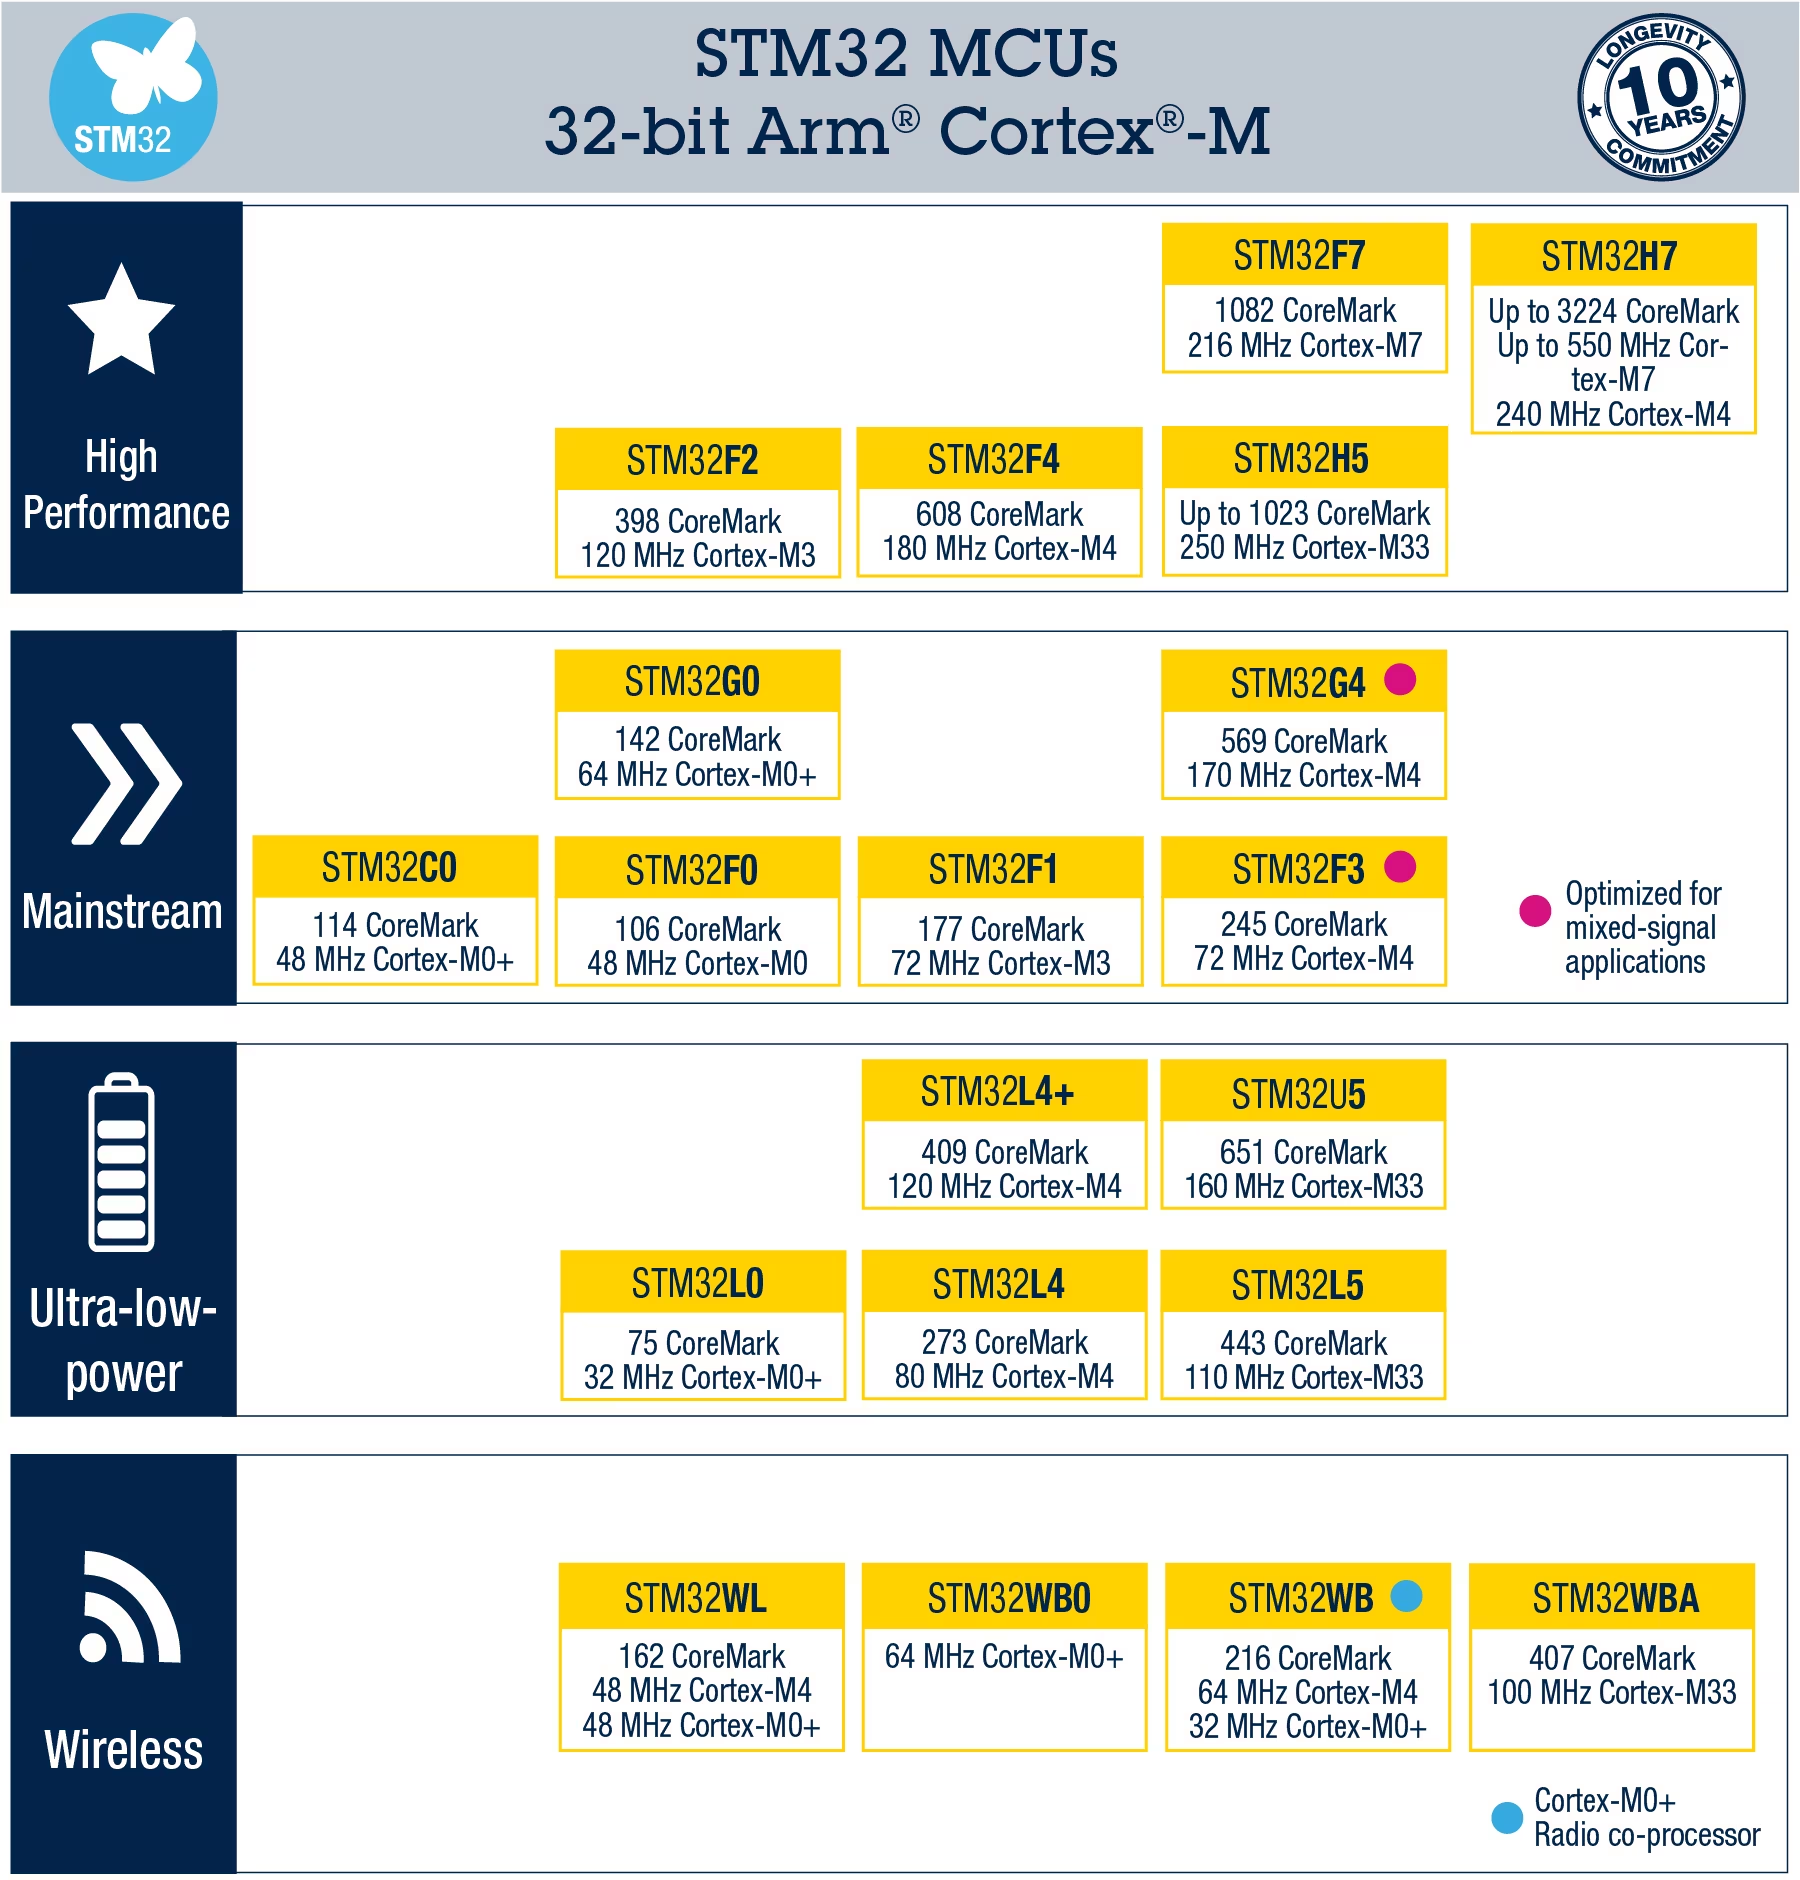 STM32
STM32 MCUs
32-bit Arm® Cortex®-M
LONGEVITY
10
YEARS
COMMITMENT
High
Performance
STM32F7
1082 CoreMark
216 MHz Cortex-M7
STM32H7
Up to 3224 CoreMark
Up to 550 MHz Cor-
tex-M7
240 MHz Cortex-M4
STM32F2
398 CoreMark
120 MHz Cortex-M3
STM32F4
608 CoreMark
180 MHz Cortex-M4
STM32H5
Up to 1023 CoreMark
250 MHz Cortex-M33
Mainstream
STM32G0
142 CoreMark
64 MHz Cortex-M0+
STM32G4
569 CoreMark
170 MHz Cortex-M4
STM32C0
114 CoreMark
48 MHz Cortex-M0+
STM32F0
106 CoreMark
48 MHz Cortex-M0
STM32F1
177 CoreMark
72 MHz Cortex-M3
STM32F3
245 CoreMark
72 MHz Cortex-M4
Optimized for
mixed-signal
applications
Ultra-low-
power
STM32L4+
409 CoreMark
120 MHz Cortex-M4
STM32U5
651 CoreMark
160 MHz Cortex-M33
STM32L0
75 CoreMark
32 MHz Cortex-M0+
STM32L4
273 CoreMark
80 MHz Cortex-M4
STM32L5
443 CoreMark
110 MHz Cortex-M33
Wireless
STM32WL
162 CoreMark
48 MHz Cortex-M4
48 MHz Cortex-M0+
STM32WB0
64 MHz Cortex-M0+
STM32WB
216 CoreMark
64 MHz Cortex-M4
32 MHz Cortex-M0+
STM32WBA
407 CoreMark
100 MHz Cortex-M33
Cortex-M0+
Radio co-processor